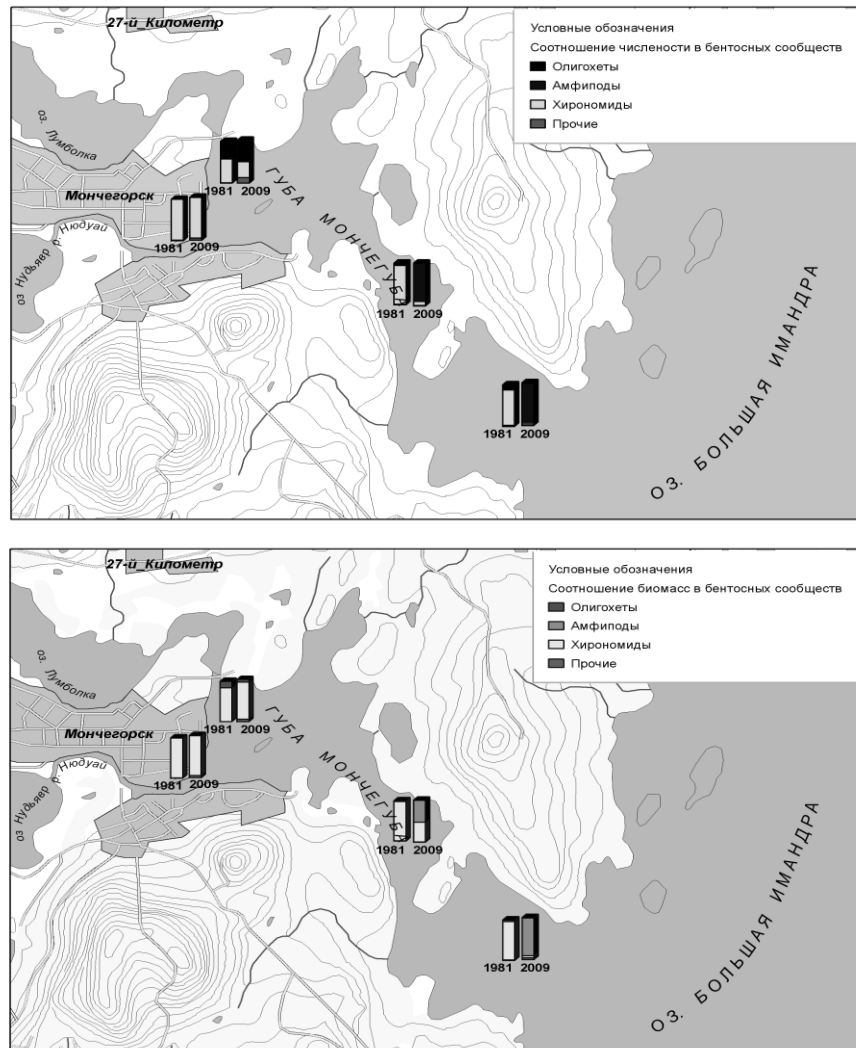 27-й_Километр
Условные обозначения
Соотношение числености в бентосных сообществ
Олигохеты
Амфиподы
Хирономиды
Прочие
оз. Лумболка
1981 2009
ГУБА МОНЧЕГУБА
Мончегорск
р. Нюдуай
оз Нудьявр
1981 2009
1981 2009
1981 2009
ОЗ. БОЛЬШАЯ ИМАНДРА
27-й_Километр
Условные обозначения
Соотношение биомасс в бентосных сообществ
Олигохеты
Амфиподы
Хирономиды
Прочие
оз. Лумболка
1981 2009
ГУБА МОНЧЕГУБА
Мончегорск
р. Нюдуай
оз Нудьявр
1981 2009
1981 2009
1981 2009
ОЗ. БОЛЬШАЯ ИМАНДРА